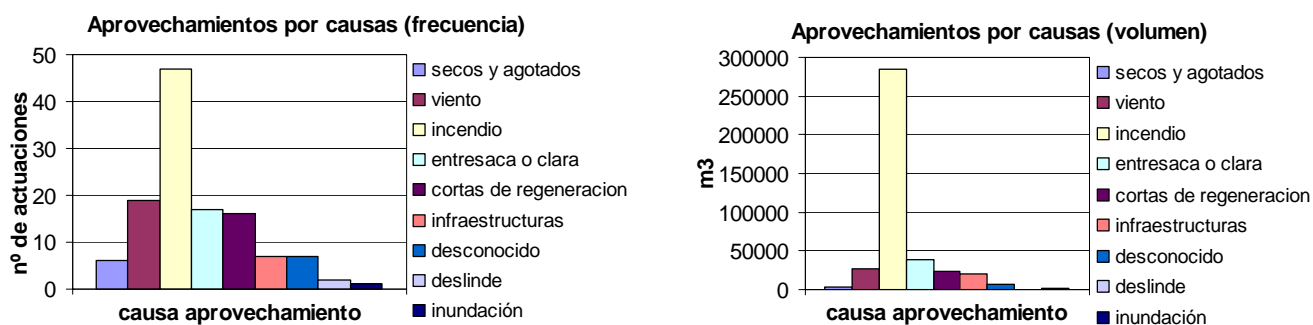 Aprovechamientos por causas (frecuencia)
nº de actuaciones
50
40
30
20
10
0
causa aprovechamiento
secos y agotados
viento
incendio
entresaca o clara
cortas de regeneracion
infraestructuras
desconocido
deslinde
inundación
Aprovechamientos por causas (volumen)
m3
300000
250000
200000
150000
100000
50000
0
causa aprovechamiento
secos y agotados
viento
incendio
entresaca o clara
cortas de regeneracion
infraestructuras
desconocido
deslinde
inundación